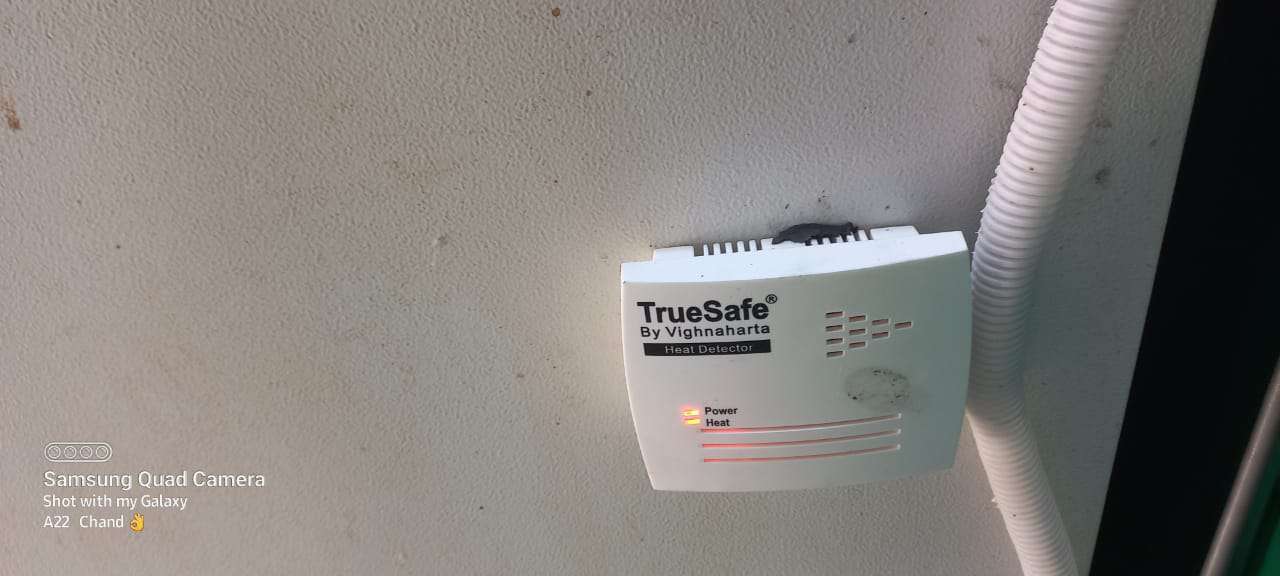 TrueSafe®
By Vighnaharta
Heat Detector
Power
Heat
Samsung Quad Camera
Shot with my Galaxy
A22 Chand 👌